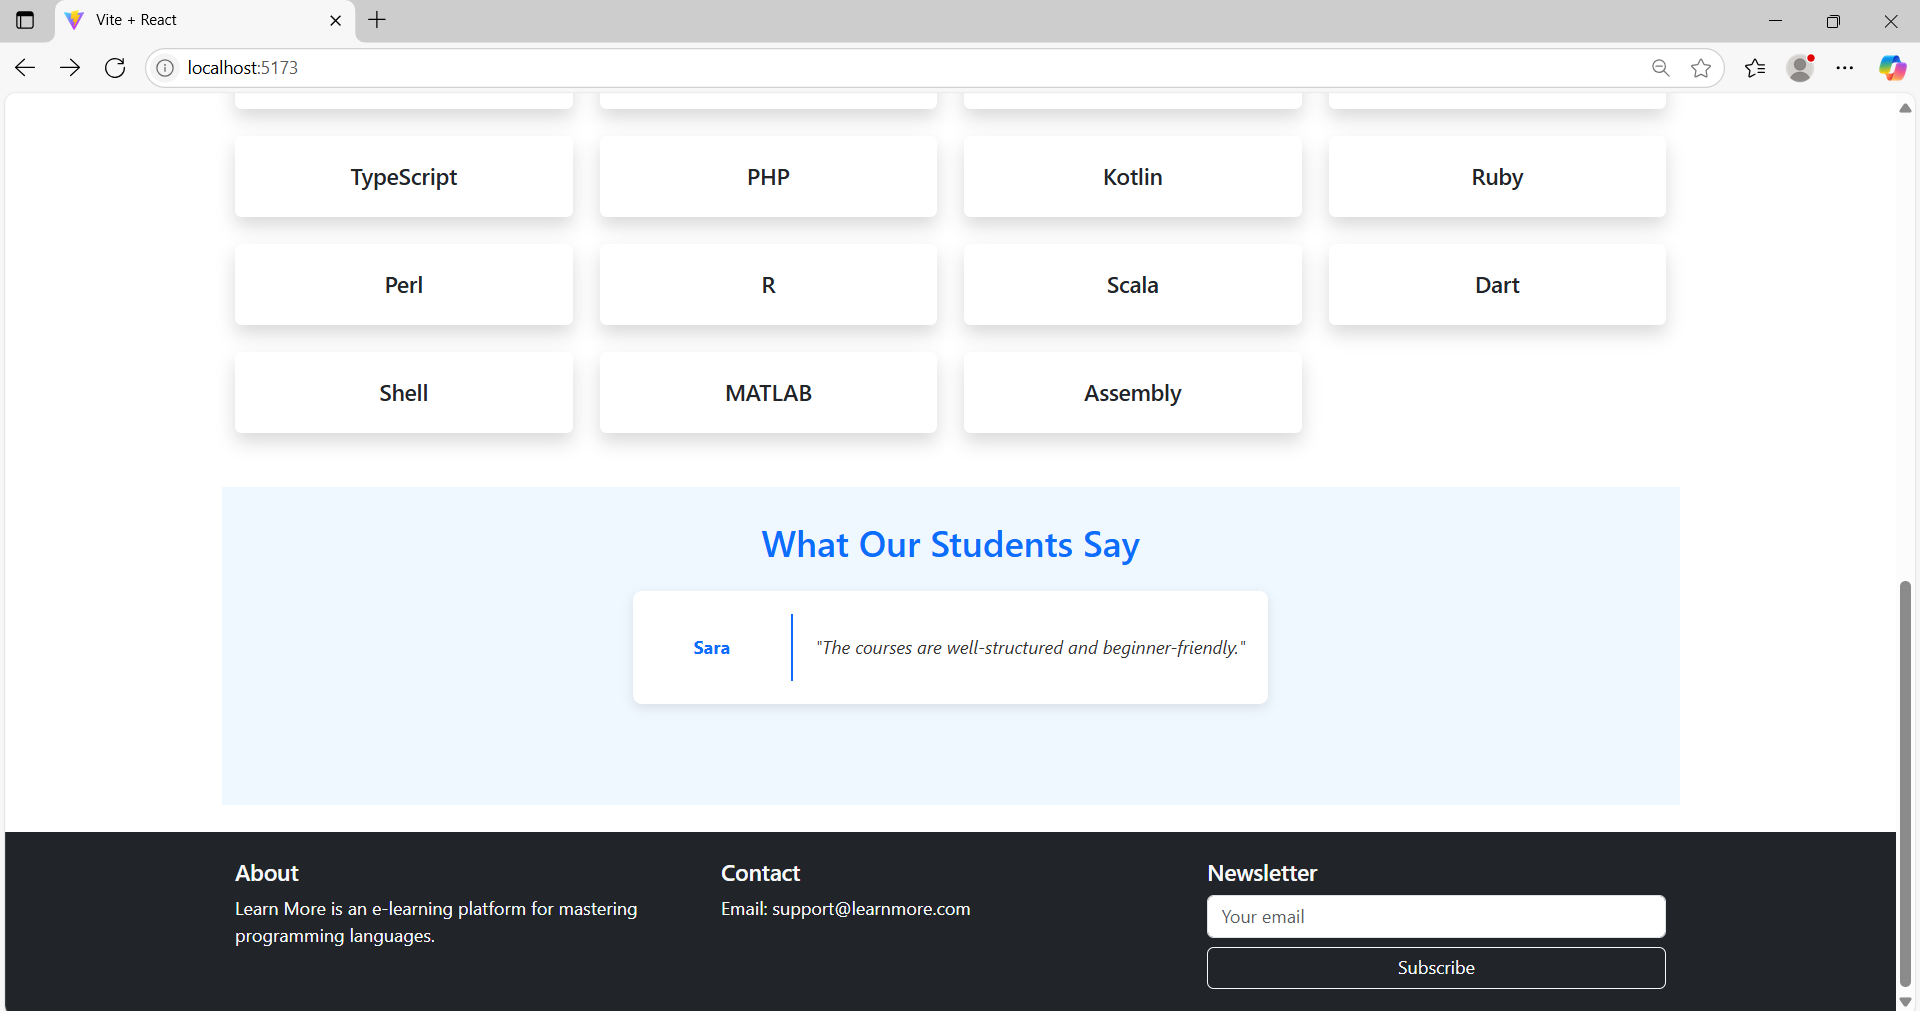 Vite + React
localhost:5173
TypeScript PHP Kotlin Ruby
Perl R Scala Dart
Shell MATLAB Assembly
What Our Students Say
Sara "The courses are well-structured and beginner-friendly."
About
Learn More is an e-learning platform for mastering
programming languages.
Contact
Email: support@learnmore.com
Newsletter
Your email
Subscribe